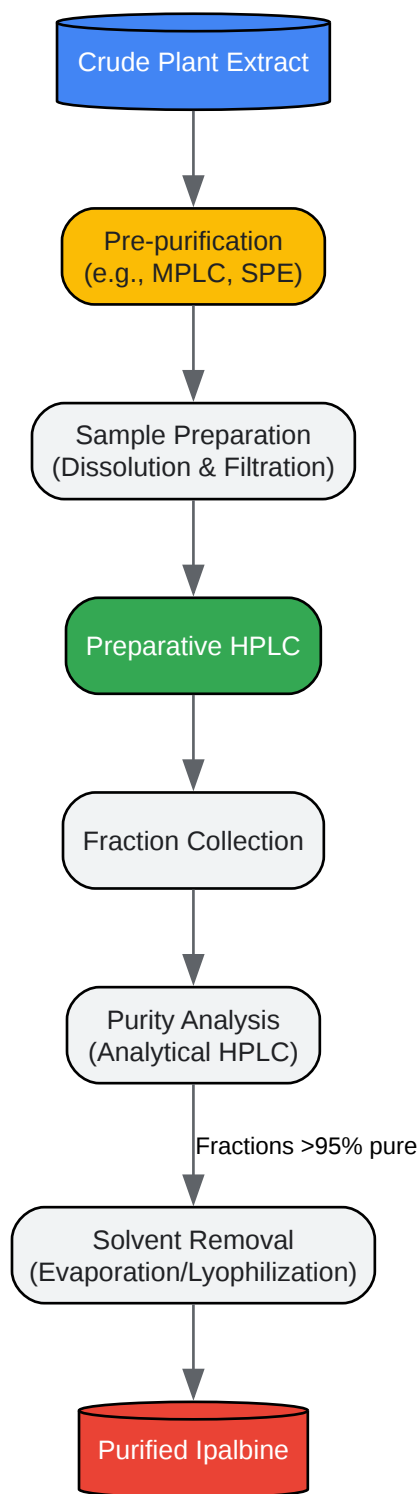 Crude Plant Extract
Pre-purification
(e.g., MPLC, SPE)
Sample Preparation
(Dissolution & Filtration)
Preparative HPLC
Fraction Collection
Purity Analysis
(Analytical HPLC)
Fractions >95% pure
Solvent Removal
(Evaporation/Lyophilization)
Purified Ipalbine